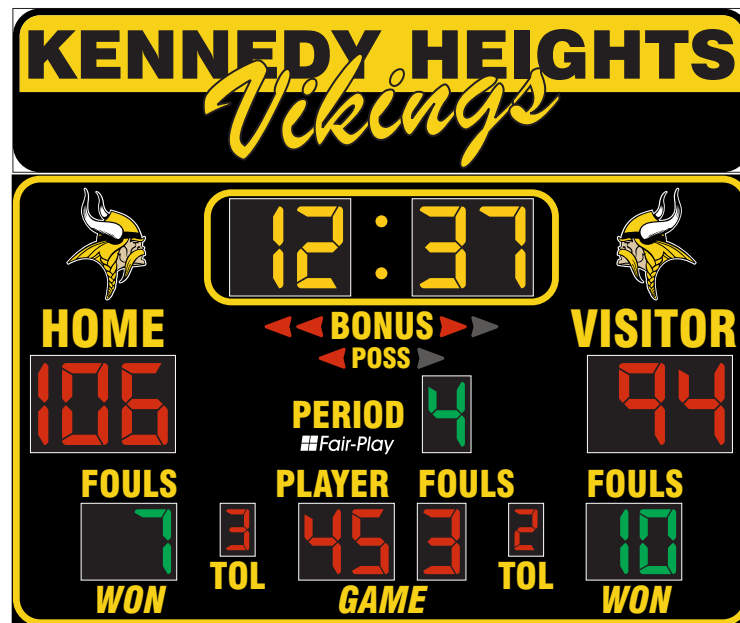 KENNEDY HEIGHTS
Vikings
12:37
HOME BONUS VISITOR
POSS
106 94
PERIOD 4
Fair-Play
FOULS PLAYER FOULS FOULS
7 3 45 3 2 10
TOL TOL
WON GAME WON